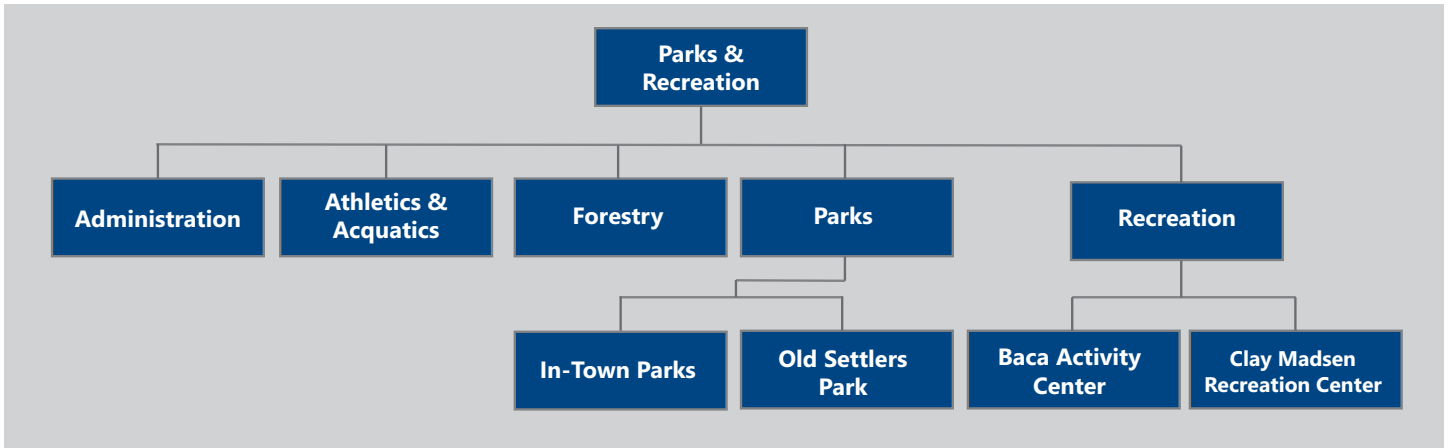 Parks &
Recreation
Administration
Athletics &
Acquatics
Forestry
Parks
Recreation
In-Town Parks
Old Settlers
Park
Baca Activity
Center
Clay Madsen
Recreation Center